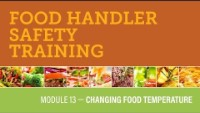 FOOD HANDLER
SAFETY
TRAINING
MODULE 13 — CHANGING FOOD TEMPERATURE